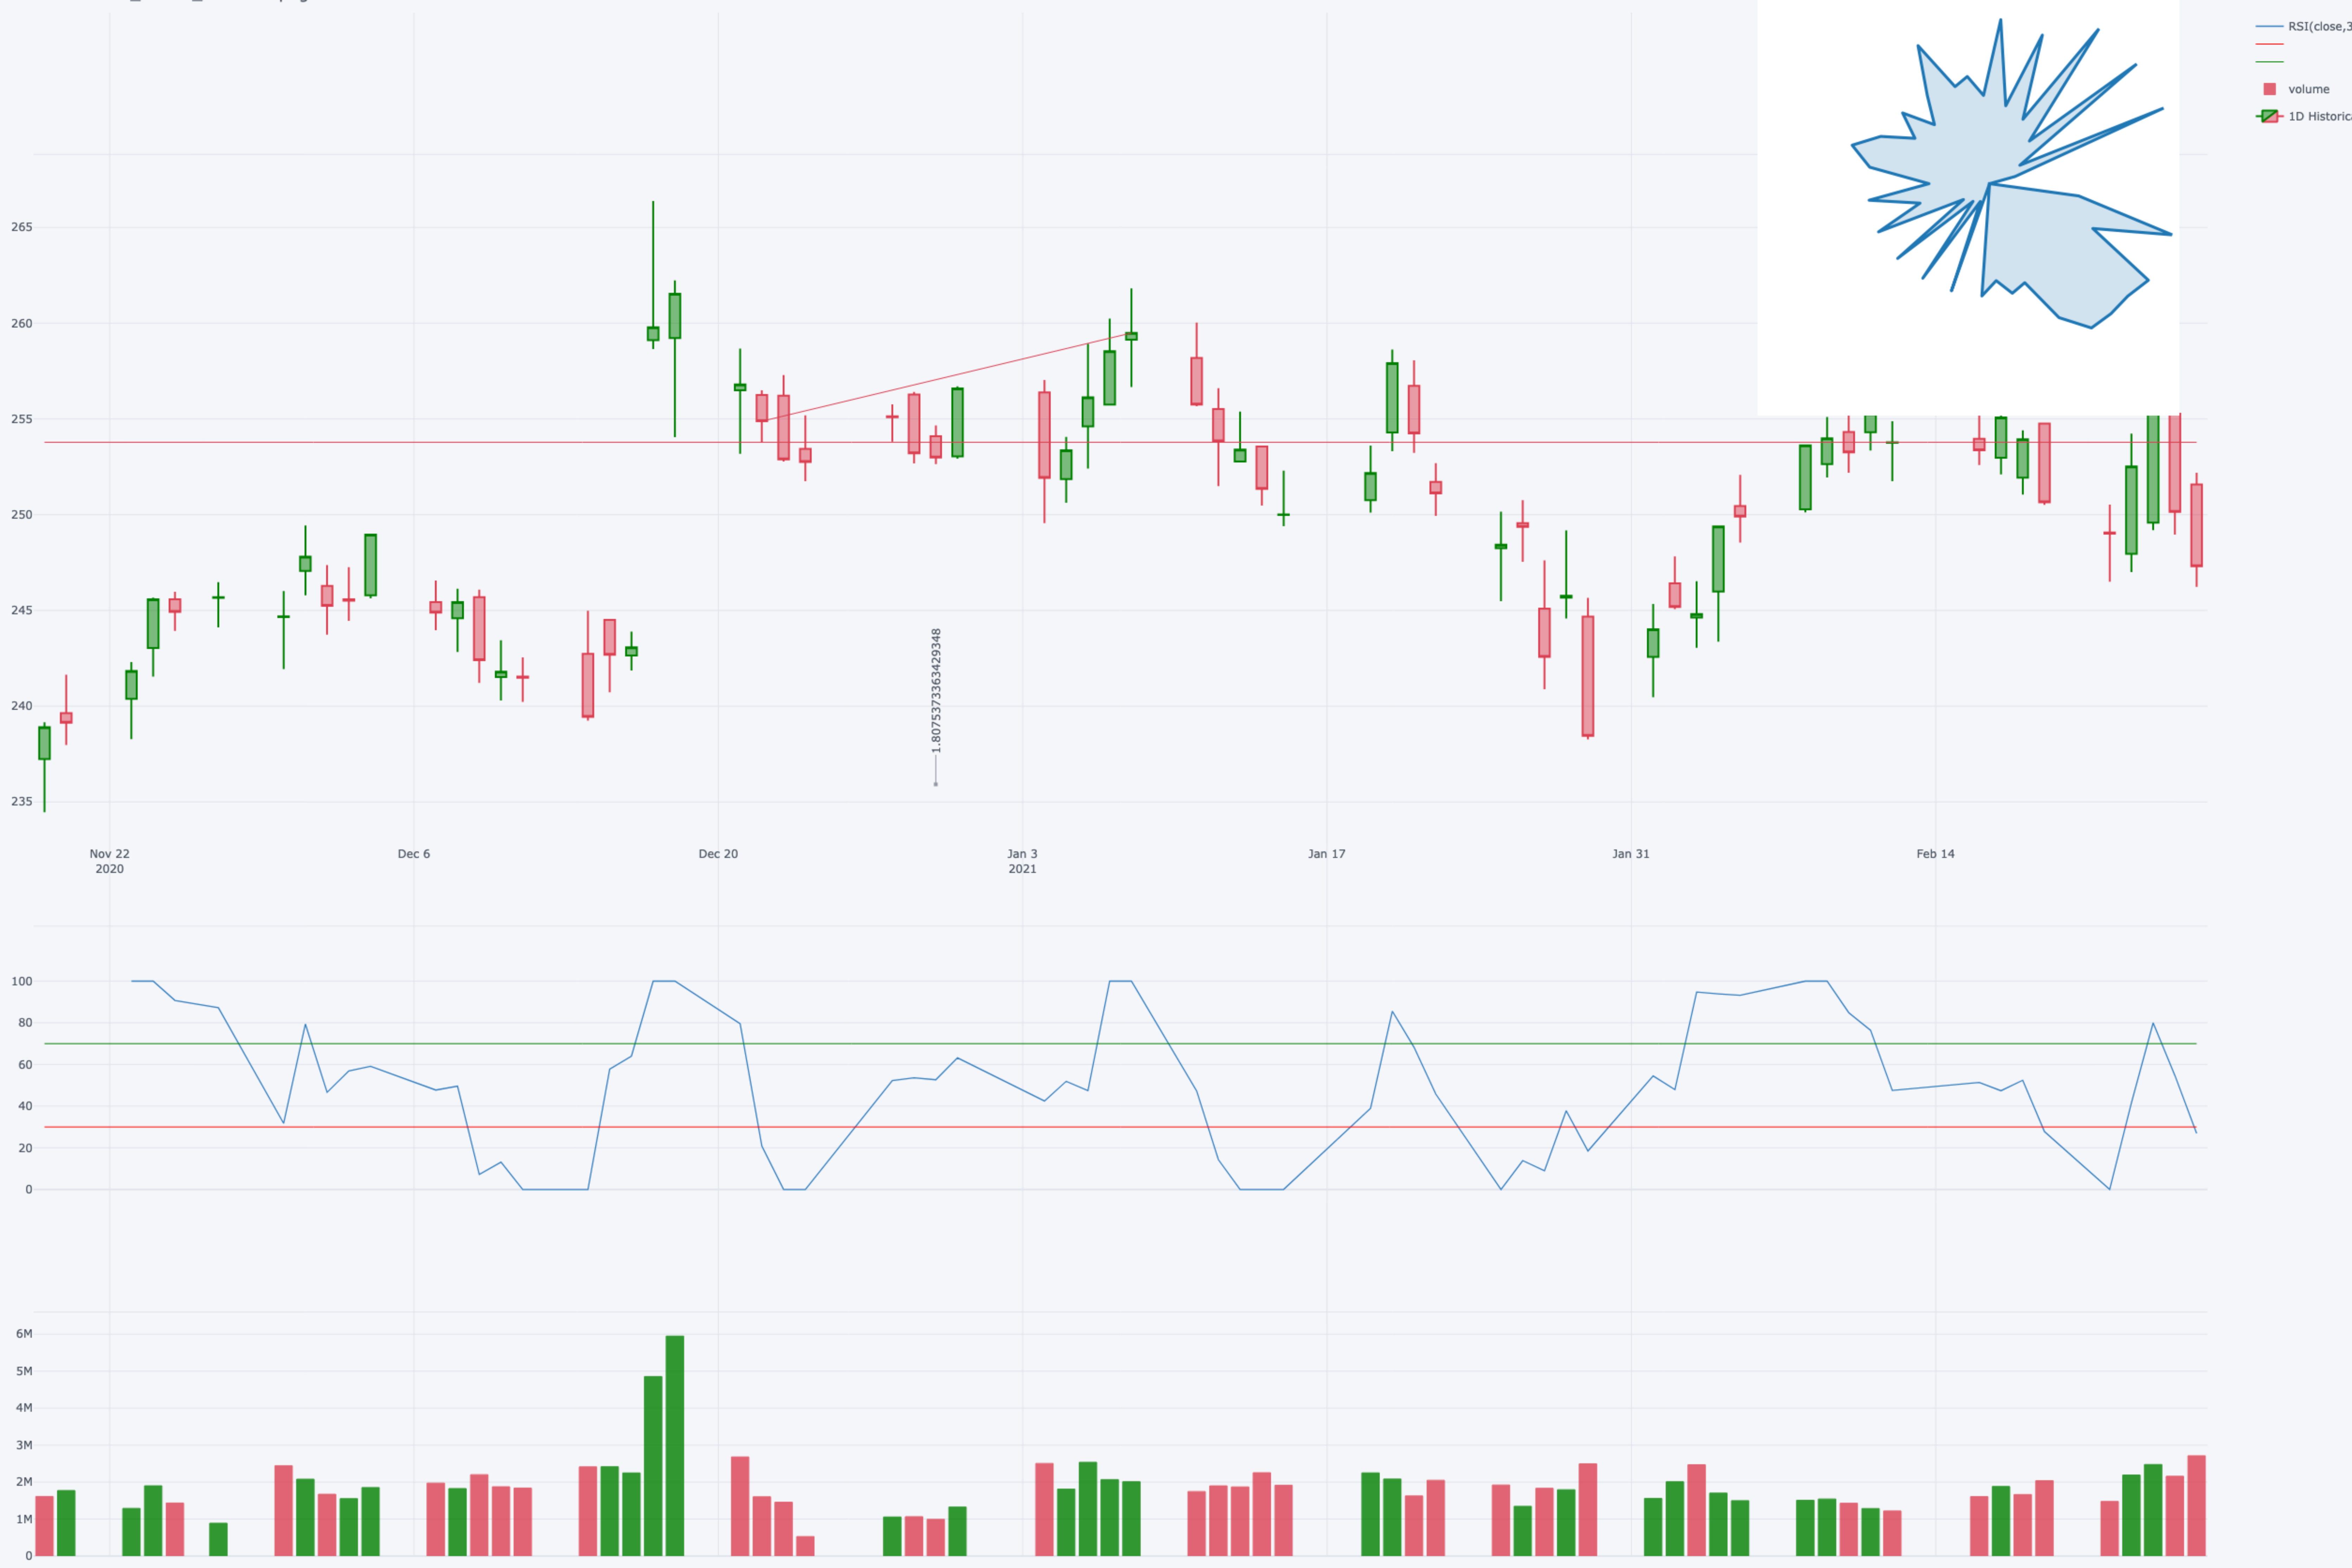 RSI(close,3
volume
1D Historica
265
260
255
250
245
240
235
1.8075373363429348
Nov 22
2020
Dec 6
Dec 20
Jan 3
2021
Jan 17
Jan 31
Feb 14
100
80
60
40
20
0
6M
5M
4M
3M
2M
1M
0